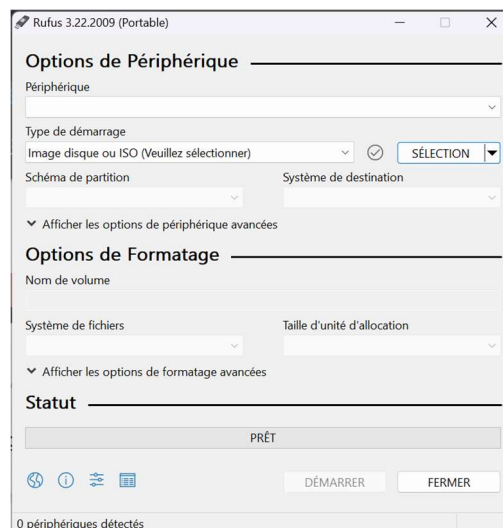 Rufus 3.22.2009 (Portable)
Options de Périphérique
Périphérique
Type de démarrage
Image disque ou ISO (Veuillez sélectionner)
SÉLECTION
Schéma de partition
Système de destination
Afficher les options de périphérique avancées
Options de Formatage
Nom de volume
Système de fichiers
Taille d'unité d'allocation
Afficher les options de formatage avancées
Statut
PRÊT
DÉMARRER
FERMER
0 périphériques détectés